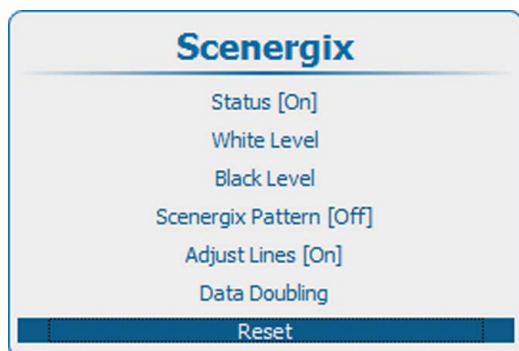 Scenergix
Status [On]
White Level
Black Level
Scenergix Pattern [Off]
Adjust Lines [On]
Data Doubling
Reset